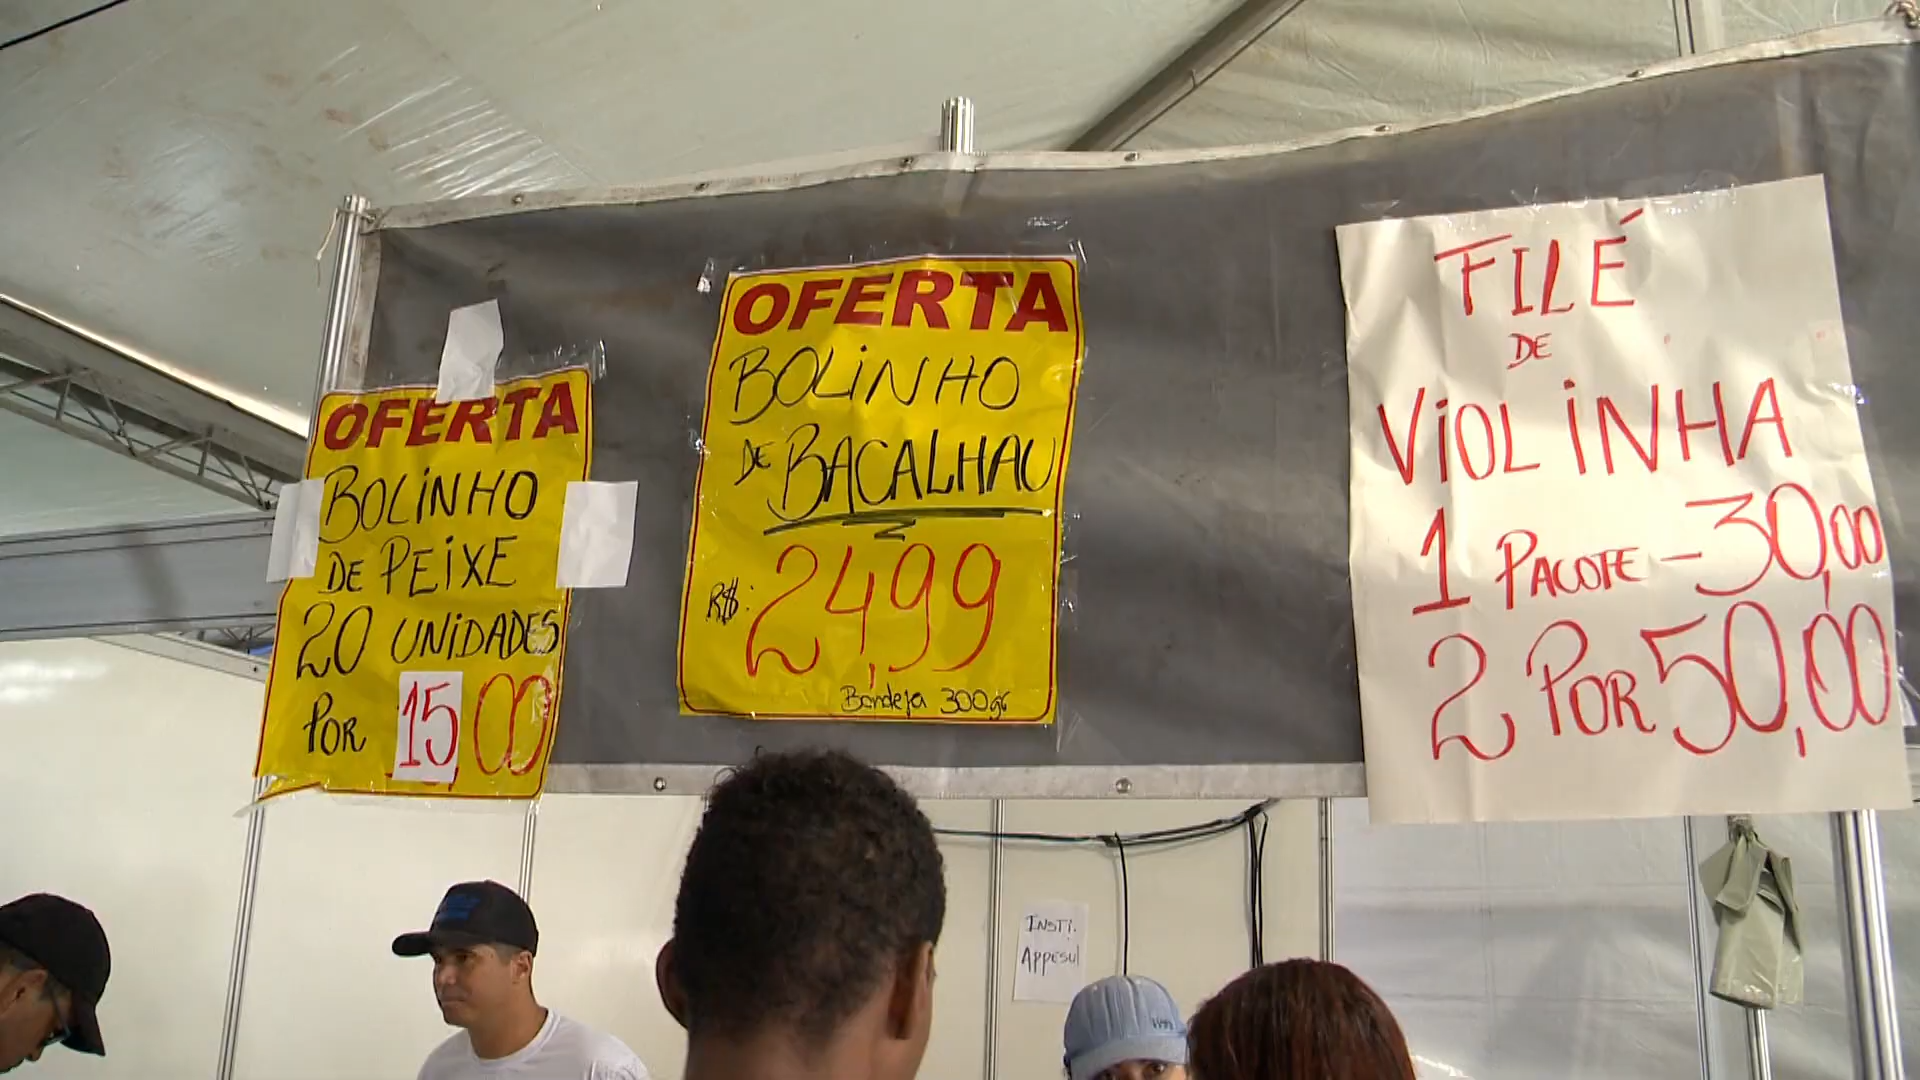 OFERTA
BOLINHO
DE PEIXE
20 UNIDADES
POR 15,00
OFERTA
BOLINHO
DE BACALHAU
R$: 24,99
Bandeja 300gr
FILÉ
DE
VIOLINHA
1 PACOTE - 30,00
2 POR 50,00
INSTI.
Appesul